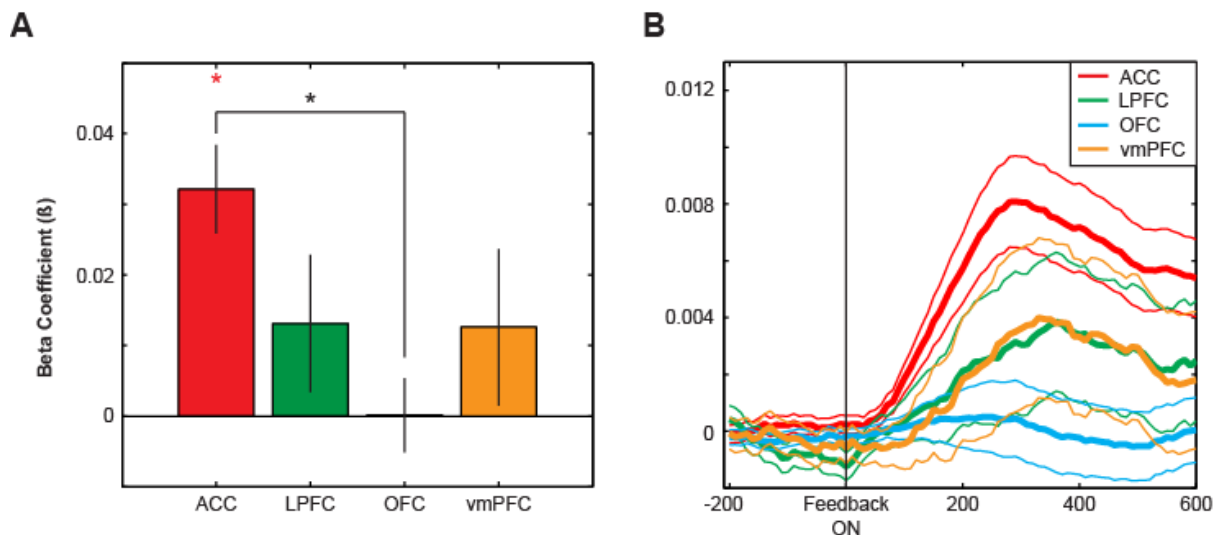 A
Beta Coefficient (ß)
0.04
0.02
0
*
*
ACC LPFC OFC vmPFC
B
0.012
0.008
0.004
0
ACC
LPFC
OFC
vmPFC
-200 Feedback 200 400 600
ON